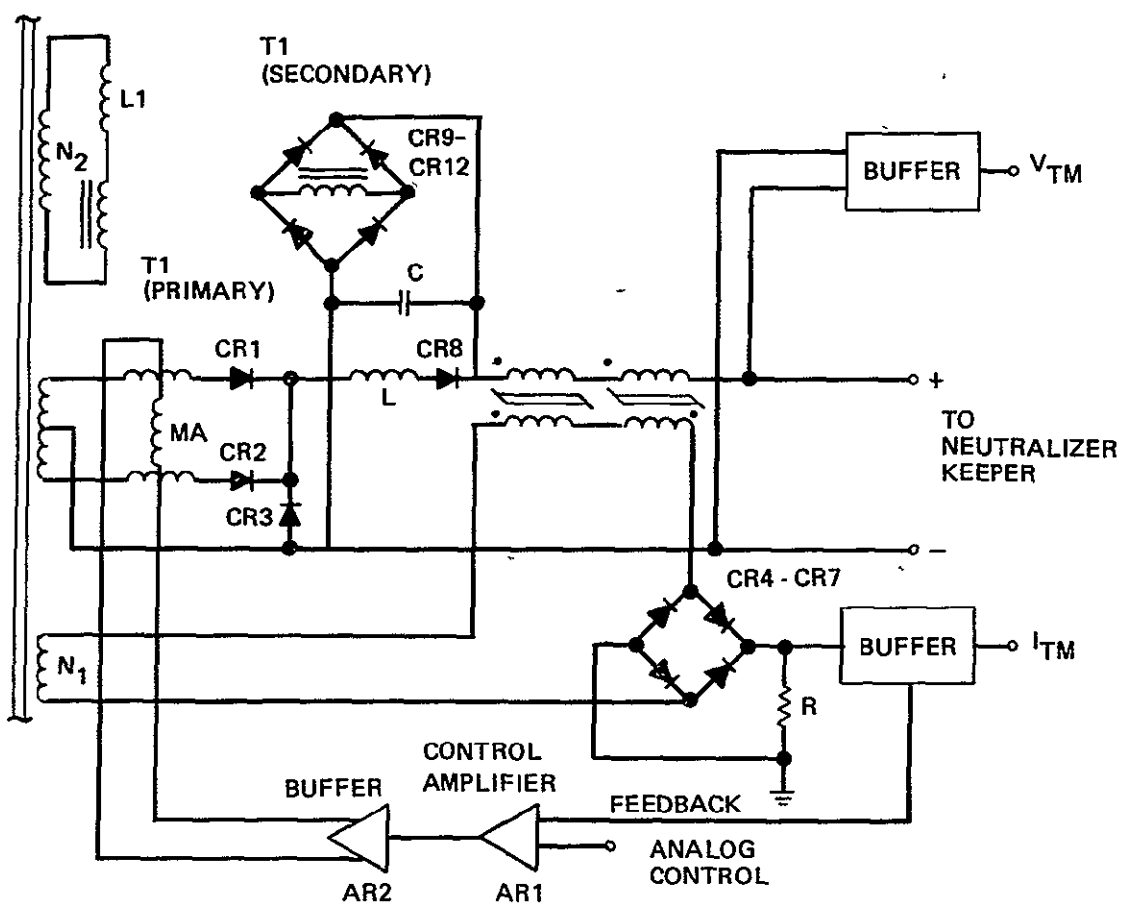 T1
(SECONDARY)
L1
N2
CR9-
CR12
BUFFER
VTM
T1
(PRIMARY)
C
CR1
CR8
L
+
MA
CR2
TO
NEUTRALIZER
KEEPER
CR3
−
CR4 - CR7
N1
BUFFER
ITM
R
CONTROL
AMPLIFIER
BUFFER
FEEDBACK
ANALOG
CONTROL
AR2
AR1